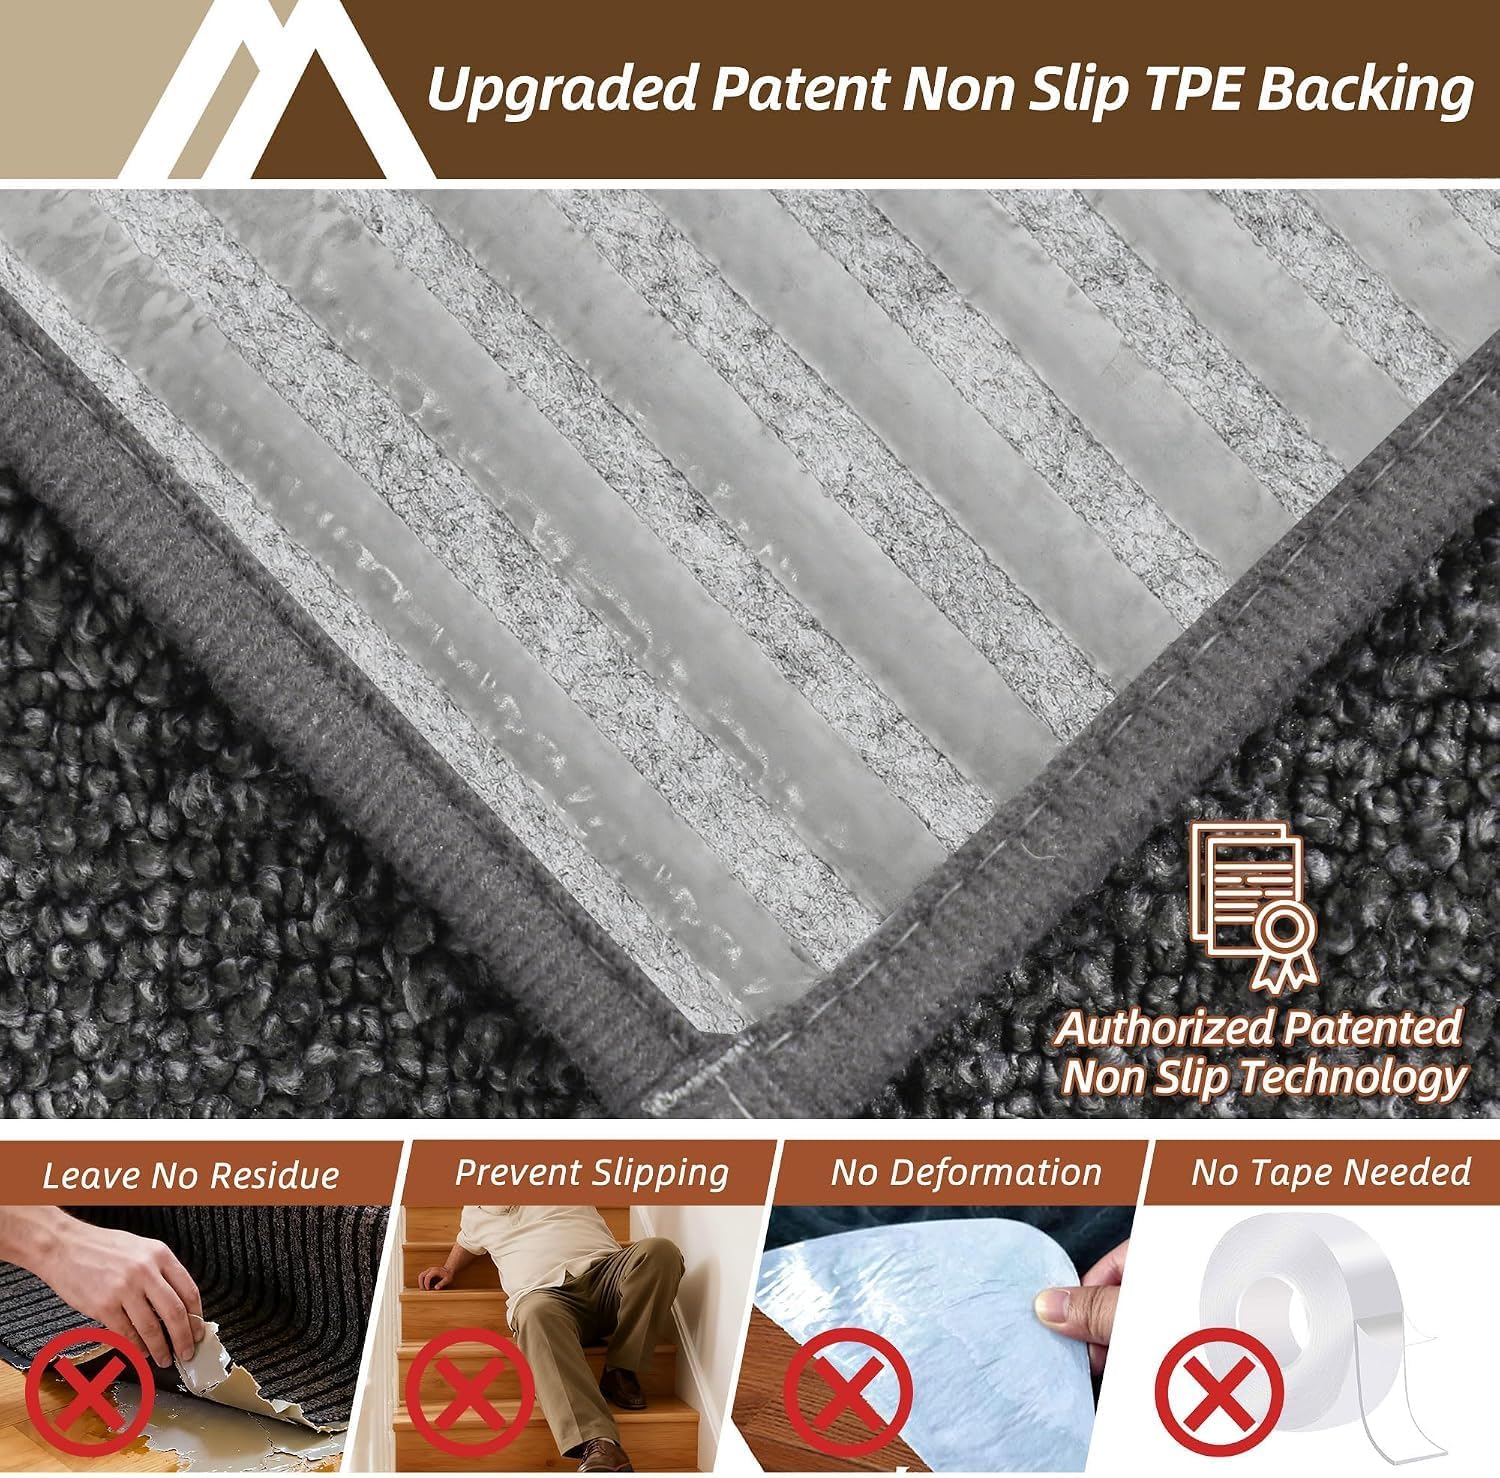 Upgraded Patent Non Slip TPE Backing
Authorized Patented
Non Slip Technology
Leave No Residue
Prevent Slipping
No Deformation
No Tape Needed